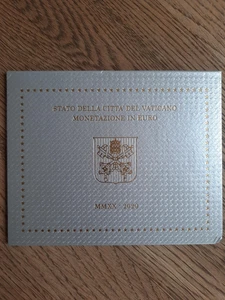 STATO DELLA CITTÀ DEL VATICANO
MONETAZIONE IN EURO
MMXX · 2020